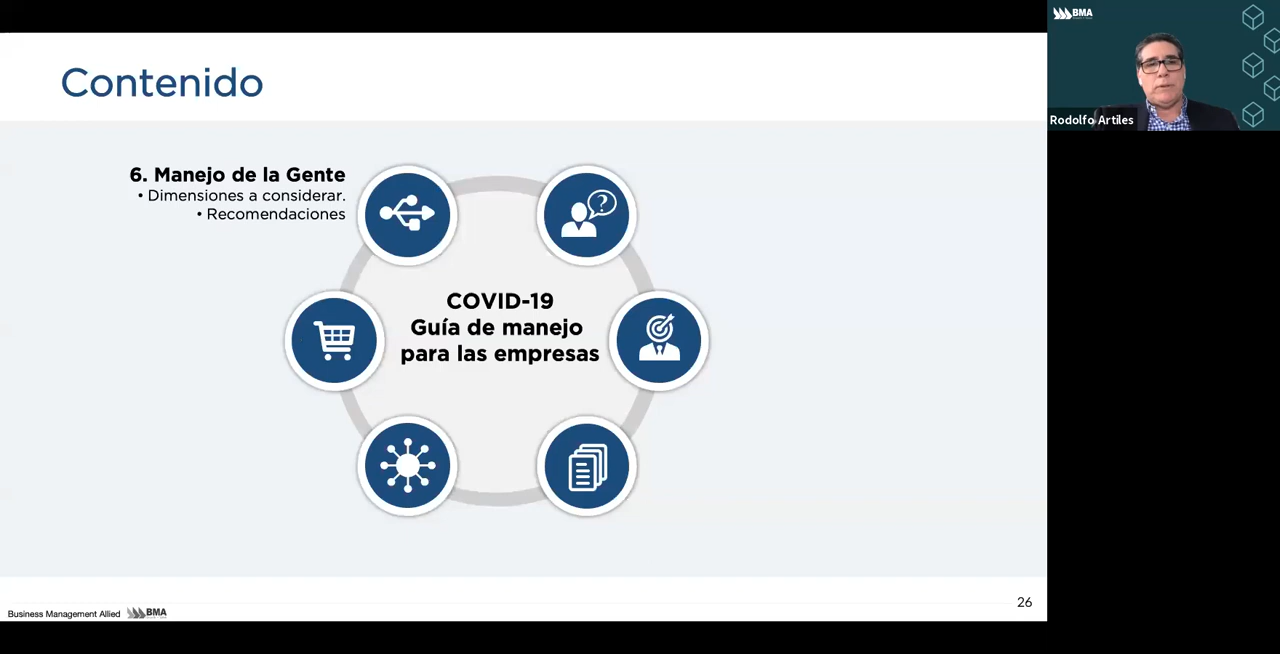 Contenido
6. Manejo de la Gente
• Dimensiones a considerar.
• Recomendaciones
?
COVID-19
Guía de manejo
para las empresas
Business Management Allied
BMA
26
BMA
Rodolfo Artiles